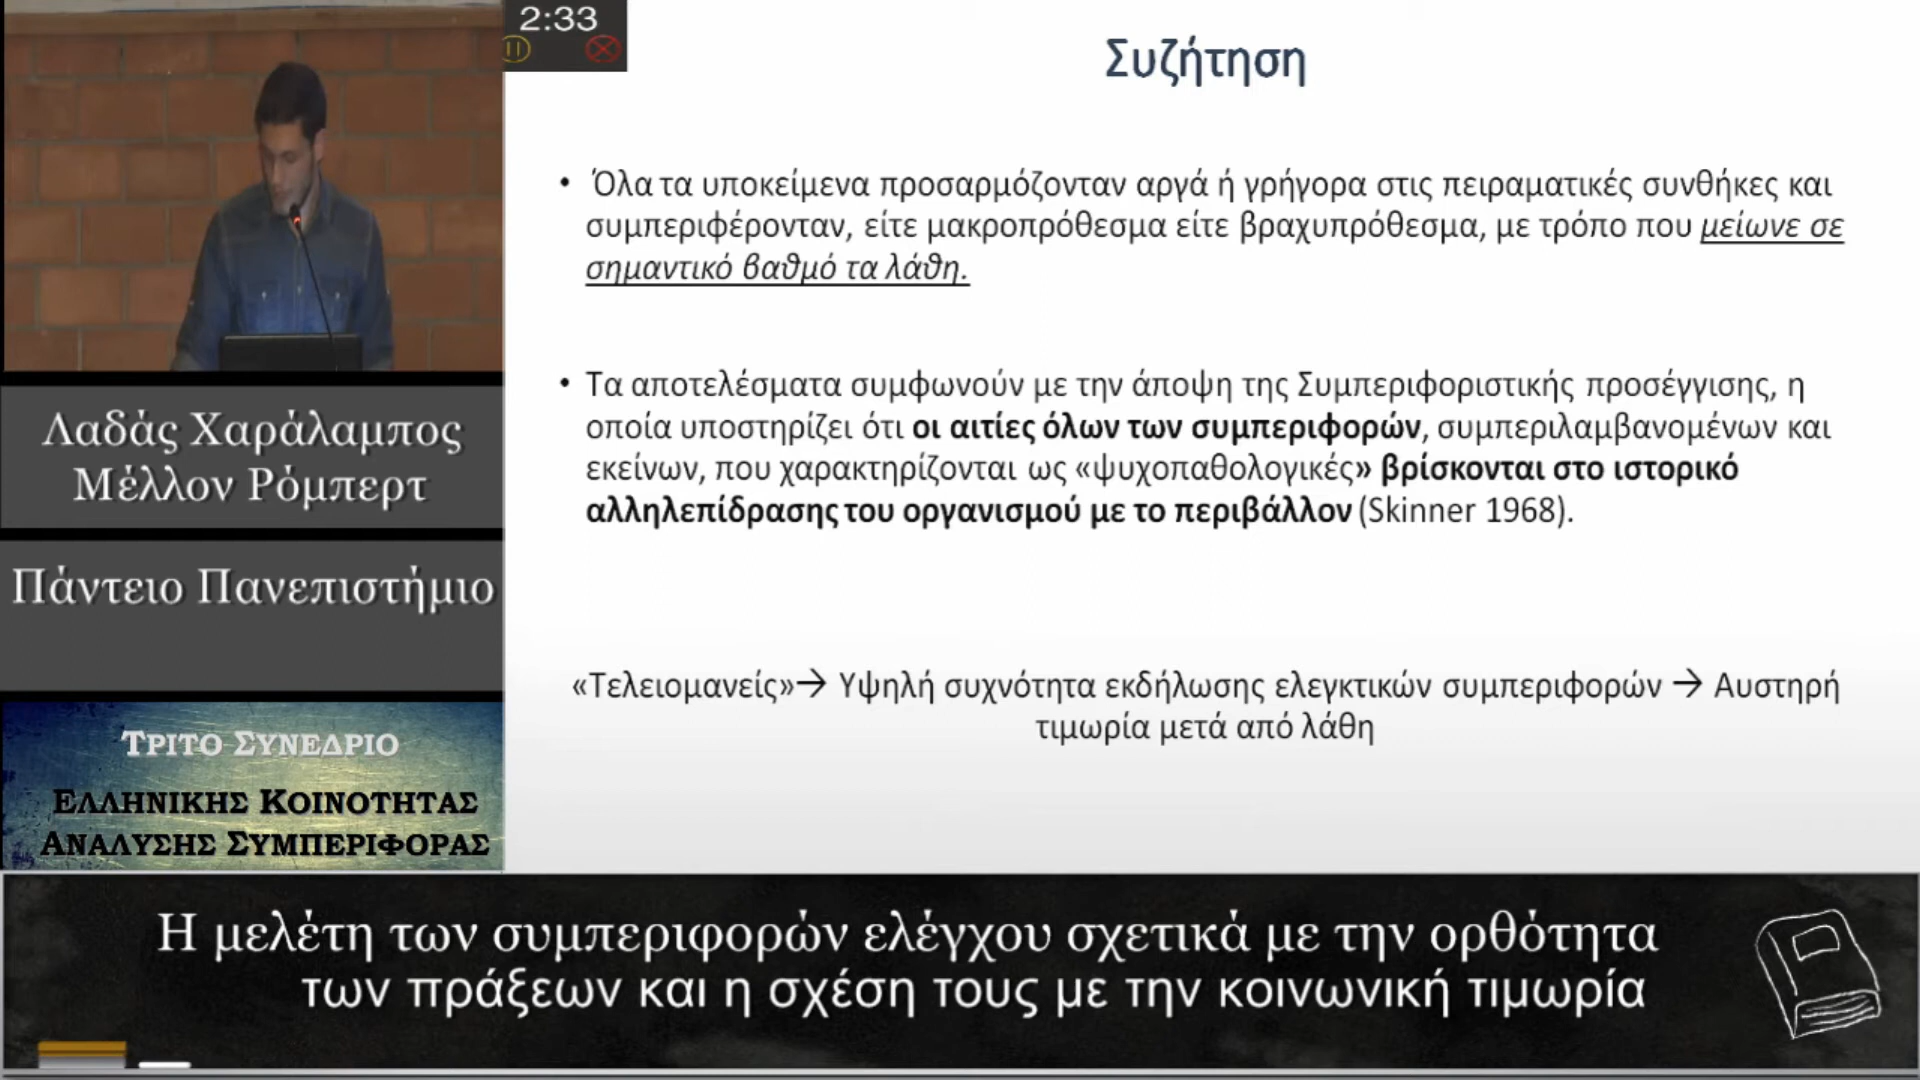 2:33
Συζήτηση
• Όλα τα υποκείμενα προσαρμόζονταν αργά ή γρήγορα στις πειραματικές συνθήκες και
συμπεριφέρονταν, είτε μακροπρόθεσμα είτε βραχυπρόθεσμα, με τρόπο που μείωνε σε
σημαντικό βαθμό τα λάθη.
• Τα αποτελέσματα συμφωνούν με την άποψη της Συμπεριφοριστικής προσέγγισης, η
οποία υποστηρίζει ότι οι αιτίες όλων των συμπεριφορών, συμπεριλαμβανομένων και
εκείνων, που χαρακτηρίζονται ως «ψυχοπαθολογικές» βρίσκονται στο ιστορικό
αλληλεπίδρασης του οργανισμού με το περιβάλλον (Skinner 1968).
«Τελειομανείς»→ Υψηλή συχνότητα εκδήλωσης ελεγκτικών συμπεριφορών → Αυστηρή
τιμωρία μετά από λάθη
Λαδάς Χαράλαμπος
Μέλλον Ρόμπερτ
Πάντειο Πανεπιστήμιο
ΤΡΙΤΟ ΣΥΝΕΔΡΙΟ
ΕΛΛΗΝΙΚΗΣ ΚΟΙΝΟΤΗΤΑΣ
ΑΝΑΛΥΣΗΣ ΣΥΜΠΕΡΙΦΟΡΑΣ
Η μελέτη των συμπεριφορών ελέγχου σχετικά με την ορθότητα
των πράξεων και η σχέση τους με την κοινωνική τιμωρία